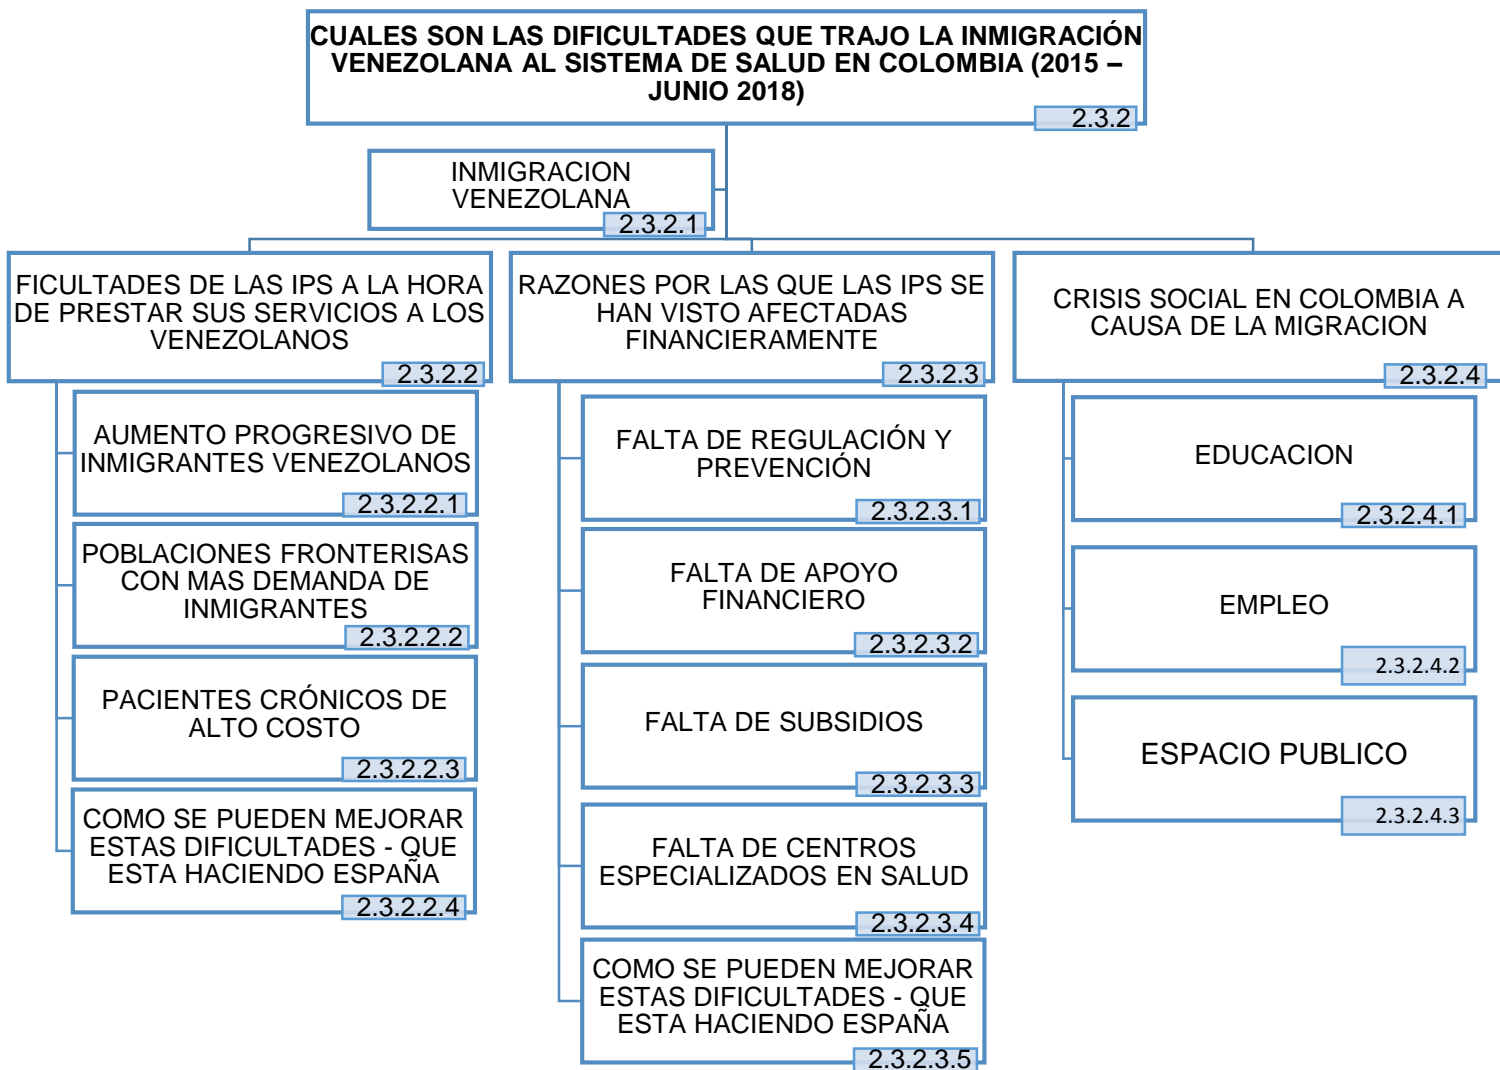 CUALES SON LAS DIFICULTADES QUE TRAJO LA INMIGRACIÓN
VENEZOLANA AL SISTEMA DE SALUD EN COLOMBIA (2015 –
JUNIO 2018)
2.3.2
INMIGRACION
VENEZOLANA
2.3.2.1
FICULTADES DE LAS IPS A LA HORA
DE PRESTAR SUS SERVICIOS A LOS
VENEZOLANOS
2.3.2.2
AUMENTO PROGRESIVO DE
INMIGRANTES VENEZOLANOS
2.3.2.2.1
POBLACIONES FRONTERISAS
CON MAS DEMANDA DE
INMIGRANTES
2.3.2.2.2
PACIENTES CRÓNICOS DE
ALTO COSTO
2.3.2.2.3
COMO SE PUEDEN MEJORAR
ESTAS DIFICULTADES - QUE
ESTA HACIENDO ESPAÑA
2.3.2.2.4
RAZONES POR LAS QUE LAS IPS SE
HAN VISTO AFECTADAS
FINANCIERAMENTE
2.3.2.3
FALTA DE REGULACIÓN Y
PREVENCIÓN
2.3.2.3.1
FALTA DE APOYO
FINANCIERO
2.3.2.3.2
FALTA DE SUBSIDIOS
2.3.2.3.3
FALTA DE CENTROS
ESPECIALIZADOS EN SALUD
2.3.2.3.4
COMO SE PUEDEN MEJORAR
ESTAS DIFICULTADES - QUE
ESTA HACIENDO ESPAÑA
2.3.2.3.5
CRISIS SOCIAL EN COLOMBIA A
CAUSA DE LA MIGRACION
2.3.2.4
EDUCACION
2.3.2.4.1
EMPLEO
2.3.2.4.2
ESPACIO PUBLICO
2.3.2.4.3